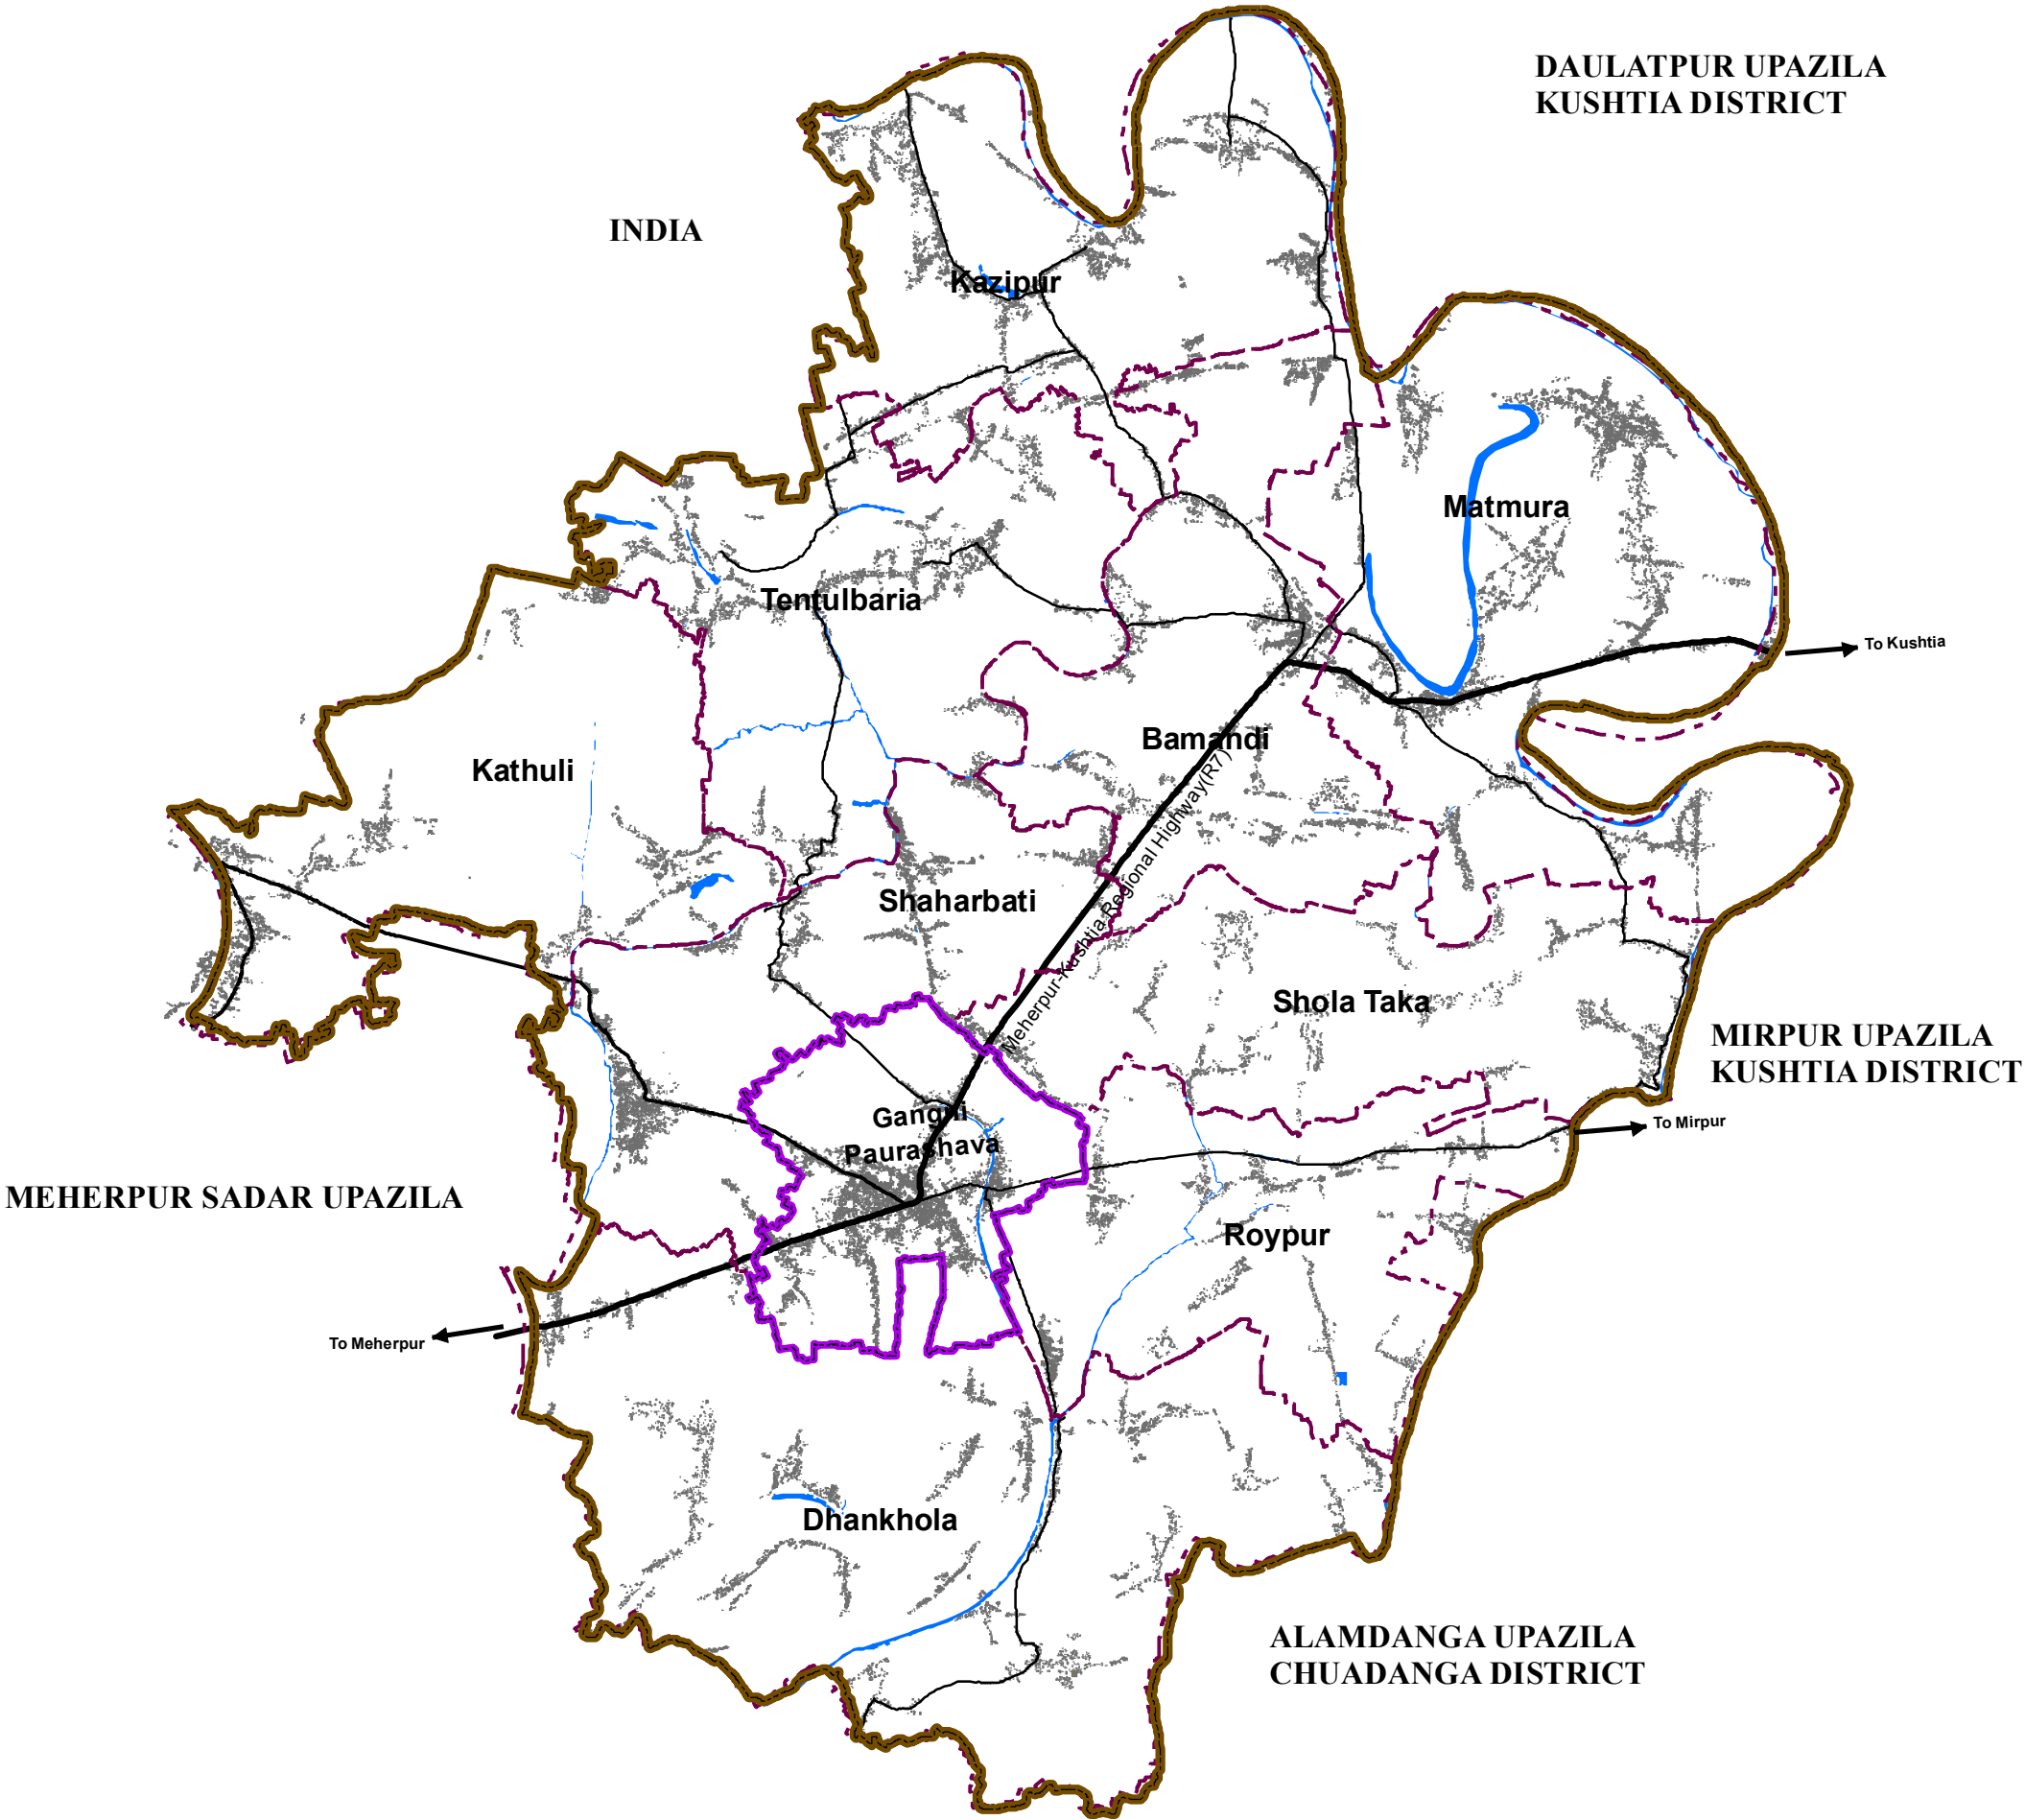 DAULATPUR UPAZILA
KUSHTIA DISTRICT
INDIA
Kazipur
Matmura
Tentulbaria
To Kushtia
Bamandi
Kathuli
Meherpur-Kushtia Regional Highway(R7)
Shaharbati
Shola Taka
MIRPUR UPAZILA
KUSHTIA DISTRICT
Gangni
Paurashava
To Mirpur
MEHERPUR SADAR UPAZILA
Roypur
To Meherpur
Dhankhola
ALAMDANGA UPAZILA
CHUADANGA DISTRICT